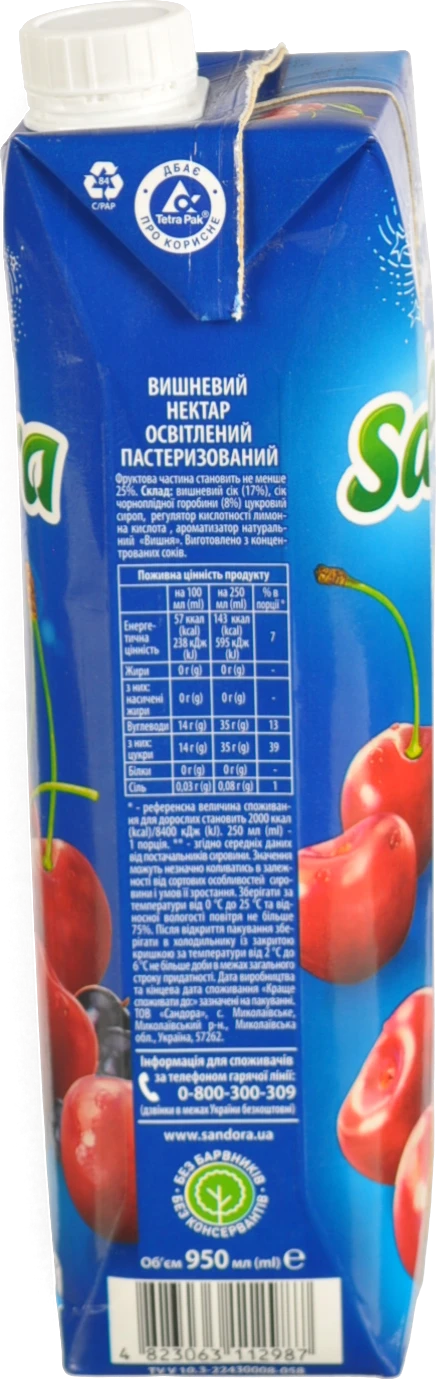 84
C/PAP
ДБАЄ
Tetra Pak®
ПРО КОРИСНЕ
ra
Sa
ВИШНЕВИЙ
НЕКТАР
ОСВІТЛЕНИЙ
ПАСТЕРИЗОВАНИЙ
Фруктова частина становить не менше
25%. Склад: вишневий сік (17%), сік
чорноплідної горобини (8%) цукровий
сироп, регулятор кислотності лимон-
на кислота , ароматизатор натураль-
ний «Вишня». Виготовлено з концен-
трованих соків.
Поживна цінність продукту
на 100 мл (ml) на 250 мл (ml) % в порції *
Енерге-тична цінність 57 ккал (kcal) 238 кДж (kJ) 143 ккал (kcal) 595 кДж (kJ) 7
Жири 0 г (g) 0 г (g) -
з них: насичені жири 0 г (g) 0 г (g) -
Вуглеводи 14 г (g) 35 г (g) 13
з них: цукри 14 г (g) 35 г (g) 39
Білки 0 г (g) 0 г (g) -
Сіль 0,03 г (g) 0,08 г (g) 1
* - референсна величина споживан-
ня для дорослих становить 2000 ккал
(kcal)/8400 кДж (kJ). 250 мл (ml) -
1 порція. ** - згідно середніх даних
від постачальників сировини. Значення
можуть незначно коливатись в залеж-
ності від сортових особливостей сиро-
вини і умов її зростання. Зберігати за
температури від 0 °С до 25 °С та від-
носної вологості повітря не більше
75%. Після відкриття пакування збе-
рігати в холодильнику із закритою
кришкою за температури від 2 °С до
6 °С не більше доби в межах загального
строку придатності. Дата виробництва
та кінцева дата споживання «Краще
спожити до:» зазначені на пакуванні.
ТОВ «Сандора», с. Миколаївське,
Миколаївський р-н., Миколаївська
обл., Україна, 57262.
Інформація для споживачів
за телефоном гарячої лінії:
0-800-300-309
(дзвінки в межах України безкоштовні)
www.sandora.ua
БЕЗ БАРВНИКІВ
БЕЗ КОНСЕРВАНТІВ
Об'єм 950 мл (ml) e
4 823063 112987
ТУ У 10.3-22430008-058